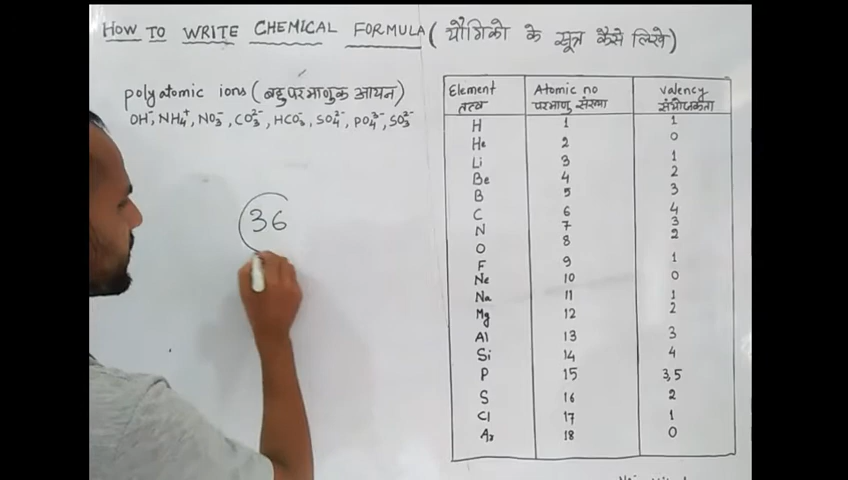 HOW TO WRITE CHEMICAL FORMULA (यौगिको के सूत्र कैसे लिखे)
polyatomic ions (बहुपरमाणुक आयन)
OH⁻, NH₄⁺, NO₃⁻, CO₃²⁻, HCO₃⁻, SO₄²⁻, PO₄³⁻, SO₃²⁻
36
Element Atomic no valency
तत्व परमाणु संख्या संयोजकता
H 1 1
He 2 0
Li 3 1
Be 4 2
B 5 3
C 6 4
N 7 3
O 8 2
F 9 1
Ne 10 0
Na 11 1
Mg 12 2
Al 13 3
Si 14 4
P 15 3,5
S 16 2
Cl 17 1
Ar 18 0